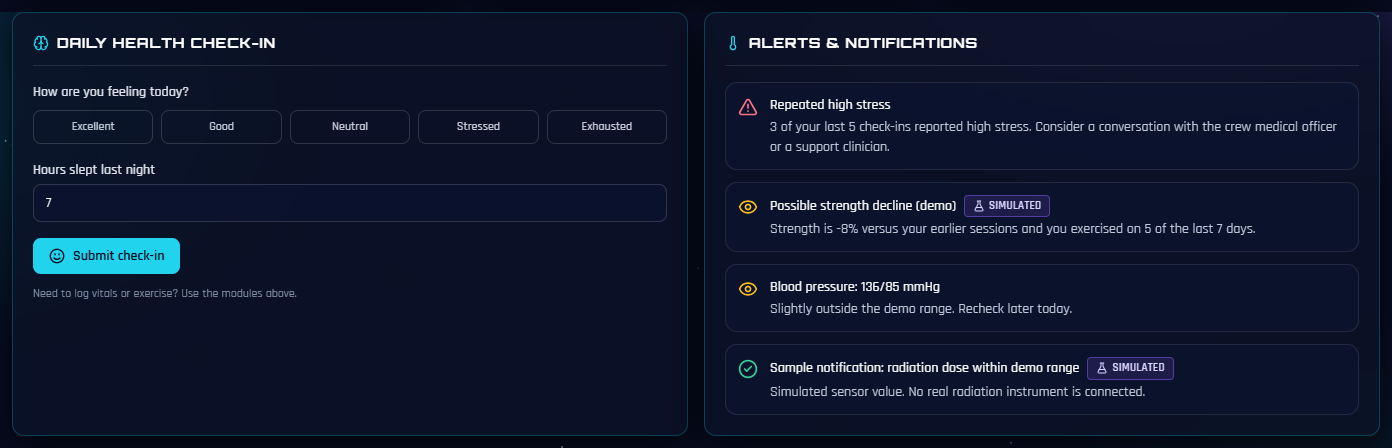 DAILY HEALTH CHECK-IN
How are you feeling today?
Excellent
Good
Neutral
Stressed
Exhausted
Hours slept last night
7
Submit check-in
Need to log vitals or exercise? Use the modules above.
ALERTS & NOTIFICATIONS
Repeated high stress
3 of your last 5 check-ins reported high stress. Consider a conversation with the crew medical officer
or a support clinician.
Possible strength decline (demo) SIMULATED
Strength is -8% versus your earlier sessions and you exercised on 5 of the last 7 days.
Blood pressure: 136/85 mmHg
Slightly outside the demo range. Recheck later today.
Sample notification: radiation dose within demo range SIMULATED
Simulated sensor value. No real radiation instrument is connected.